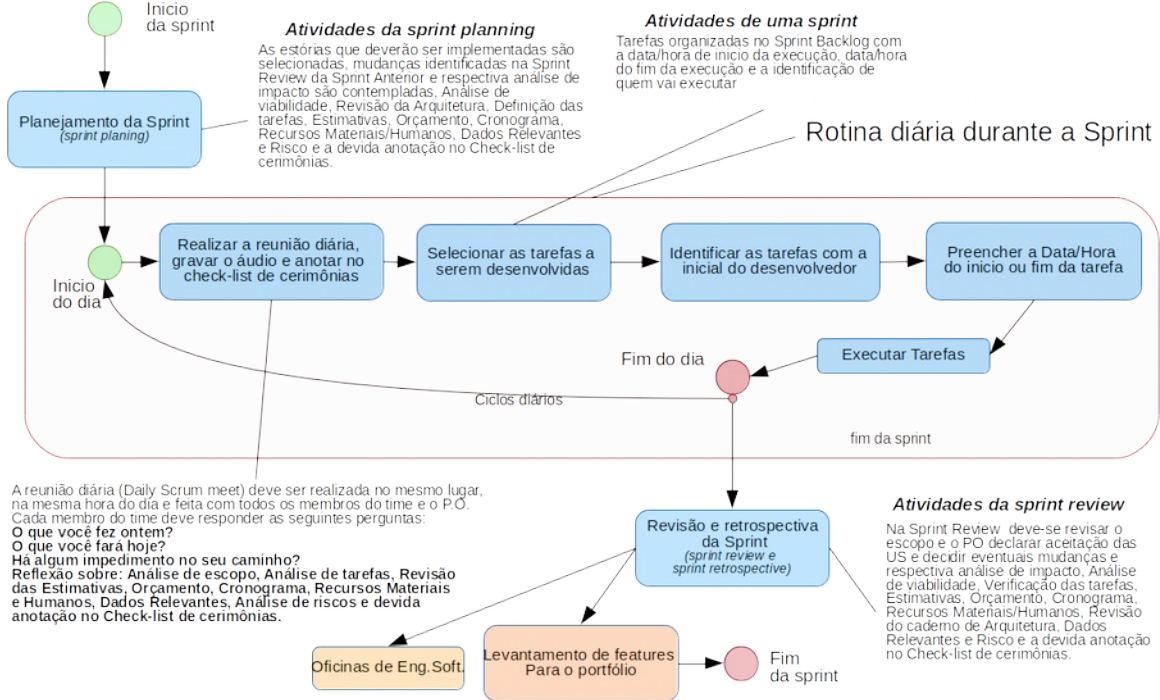 Inicio
da sprint
Atividades da sprint planning
As estórias que deverão ser implementadas são
selecionadas, mudanças identificadas na Sprint
Review da Sprint Anterior e respectiva análise de
impacto são contempladas, Análise de
viabilidade, Revisão da Arquitetura, Definição das
tarefas, Estimativas, Orçamento, Cronograma,
Recursos Materiais/Humanos, Dados Relevantes
e Risco e a devida anotação no Check-list de
cerimônias.
Atividades de uma sprint
Tarefas organizadas no Sprint Backlog com
a data/hora de inicio da execução, data/hora
do fim da execução e a identificação de
quem vai executar
Planejamento da Sprint
(sprint planing)
Rotina diária durante a Sprint
Inicio
do dia
Realizar a reunião diária,
gravar o áudio e anotar no
check-list de cerimônias
Selecionar as tarefas a
serem desenvolvidas
Identificar as tarefas com a
inicial do desenvolvedor
Preencher a Data/Hora
do inicio ou fim da tarefa
Executar Tarefas
Fim do dia
Ciclos diários
fim da sprint
A reunião diária (Daily Scrum meet) deve ser realizada no mesmo lugar,
na mesma hora do dia e feita com todos os membros do time e o P.O.
Cada membro do time deve responder as seguintes perguntas:
O que você fez ontem?
O que você fará hoje?
Há algum impedimento no seu caminho?
Reflexão sobre: Análise de escopo, Análise de tarefas, Revisão
das Estimativas, Orçamento, Cronograma, Recursos Materiais
e Humanos, Dados Relevantes, Análise de riscos e devida
anotação no Check-list de cerimônias.
Revisão e retrospectiva
da Sprint
(sprint review e
sprint retrospective)
Atividades da sprint review
Na Sprint Review deve-se revisar o
escopo e o PO declarar aceitação das
US e decidir eventuais mudanças e
respectiva análise de impacto, Análise
de viabilidade, Verificação das tarefas,
Estimativas, Orçamento, Cronograma,
Recursos Materiais/Humanos, Revisão
do caderno de Arquitetura, Dados
Relevantes e Risco e a devida anotação
no Check-list de cerimônias.
Oficinas de Eng.Soft.
Levantamento de features
Para o portfólio
Fim
da sprint